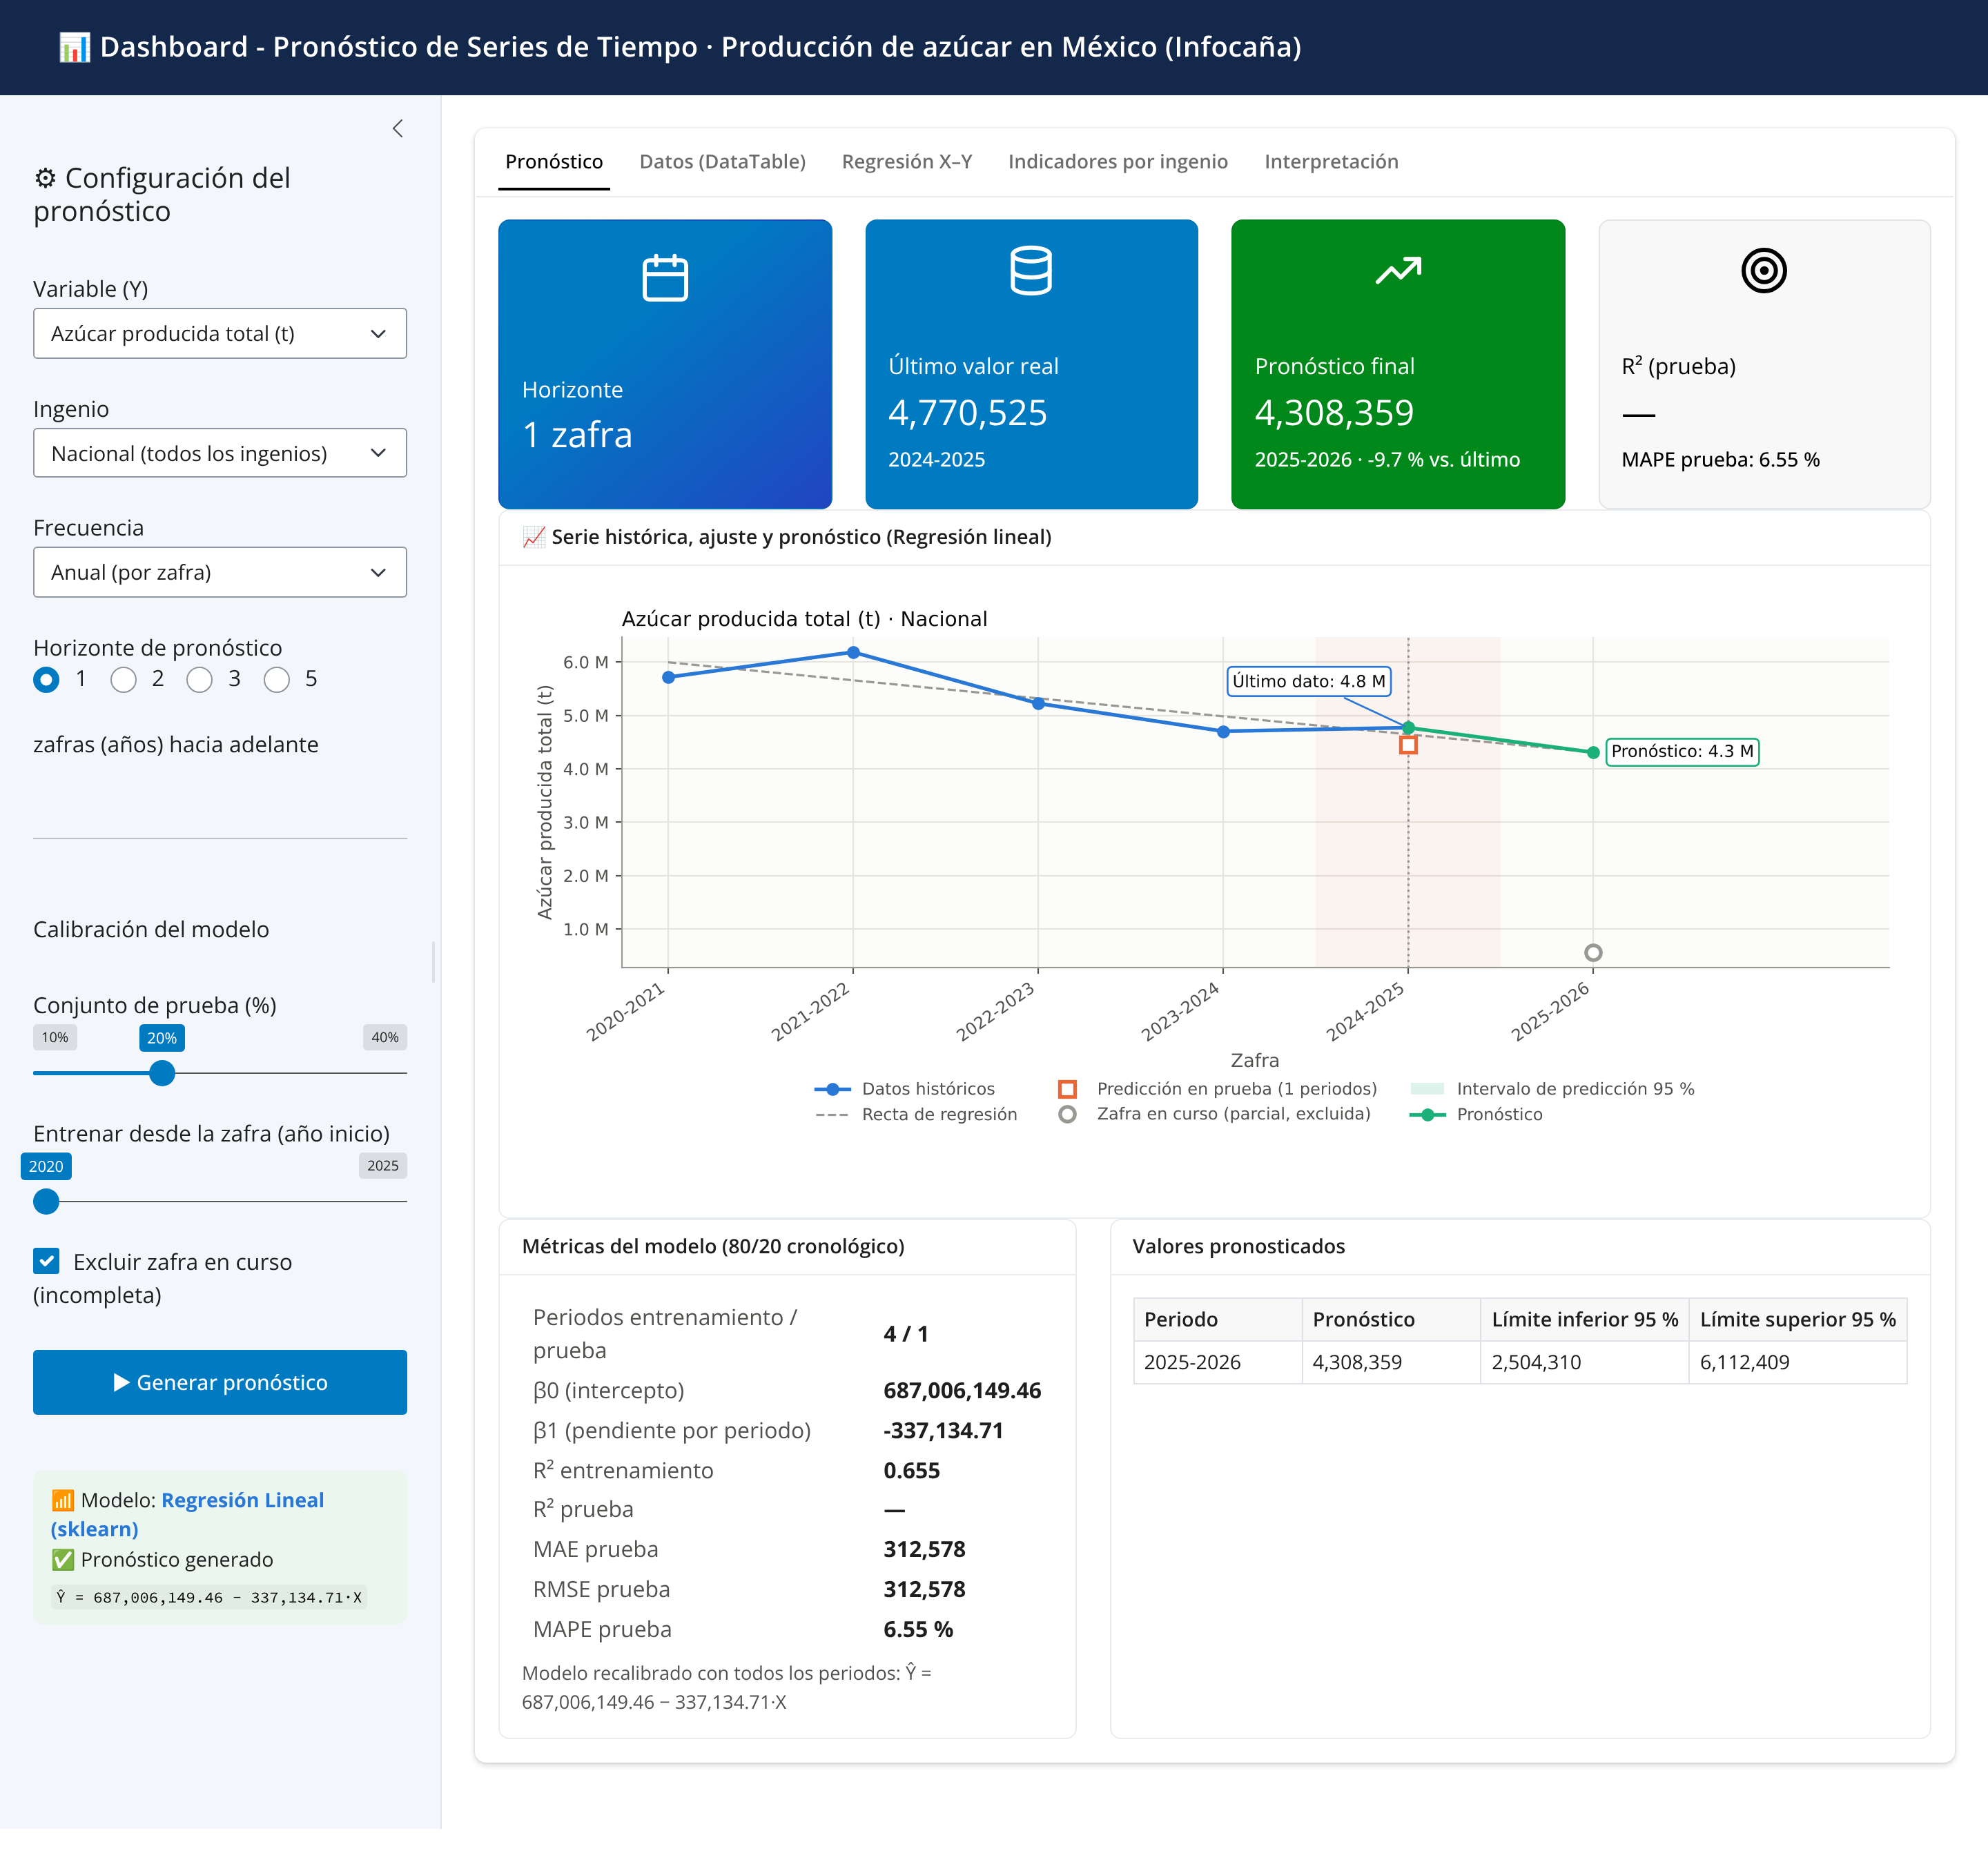 📊 Dashboard - Pronóstico de Series de Tiempo · Producción de azúcar en México (Infocaña)
⚙ Configuración del
pronóstico
Variable (Y)
Azúcar producida total (t)
Ingenio
Nacional (todos los ingenios)
Frecuencia
Anual (por zafra)
Horizonte de pronóstico
1 2 3 5
zafras (años) hacia adelante
Calibración del modelo
Conjunto de prueba (%)
10% 20% 40%
Entrenar desde la zafra (año inicio)
2020 2025
Excluir zafra en curso
(incompleta)
▶ Generar pronóstico
📶 Modelo: Regresión Lineal
(sklearn)
✅ Pronóstico generado
Ŷ = 687,006,149.46 − 337,134.71·X
Pronóstico Datos (DataTable) Regresión X–Y Indicadores por ingenio Interpretación
Horizonte
1 zafra
Último valor real
4,770,525
2024-2025
Pronóstico final
4,308,359
2025-2026 · -9.7 % vs. último
R² (prueba)
—
MAPE prueba: 6.55 %
📈 Serie histórica, ajuste y pronóstico (Regresión lineal)
Azúcar producida total (t) · Nacional
Azúcar producida total (t)
6.0 M
5.0 M
4.0 M
3.0 M
2.0 M
1.0 M
Último dato: 4.8 M
Pronóstico: 4.3 M
2020-2021 2021-2022 2022-2023 2023-2024 2024-2025 2025-2026
Zafra
Datos históricos Predicción en prueba (1 periodos) Intervalo de predicción 95 %
Recta de regresión Zafra en curso (parcial, excluida) Pronóstico
Métricas del modelo (80/20 cronológico)
Periodos entrenamiento /
prueba 4 / 1
β0 (intercepto) 687,006,149.46
β1 (pendiente por periodo) -337,134.71
R² entrenamiento 0.655
R² prueba —
MAE prueba 312,578
RMSE prueba 312,578
MAPE prueba 6.55 %
Modelo recalibrado con todos los periodos: Ŷ =
687,006,149.46 − 337,134.71·X
Valores pronosticados
Periodo Pronóstico Límite inferior 95 % Límite superior 95 %
2025-2026 4,308,359 2,504,310 6,112,409